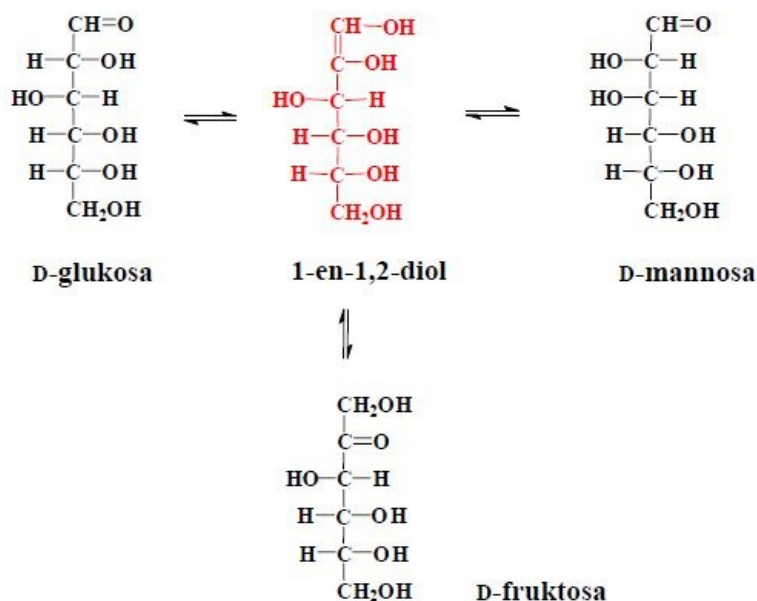 CH=O
H–C–OH
HO–C–H
H–C–OH
H–C–OH
CH₂OH
D-glukosa
CH–OH
C–OH
HO–C–H
H–C–OH
H–C–OH
CH₂OH
1-en-1,2-diol
CH=O
HO–C–H
HO–C–H
H–C–OH
H–C–OH
CH₂OH
D-mannosa
CH₂OH
C=O
HO–C–H
H–C–OH
H–C–OH
CH₂OH
D-fruktosa